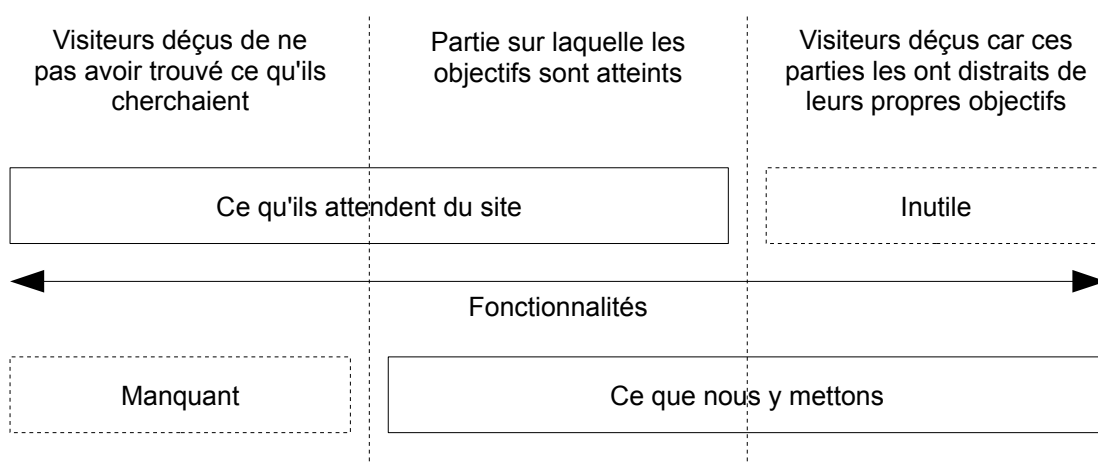 Visiteurs déçus de ne
pas avoir trouvé ce qu'ils
cherchaient
Partie sur laquelle les
objectifs sont atteints
Visiteurs déçus car ces
parties les ont distraits de
leurs propres objectifs
Ce qu'ils attendent du site
Inutile
Fonctionnalités
Manquant
Ce que nous y mettons